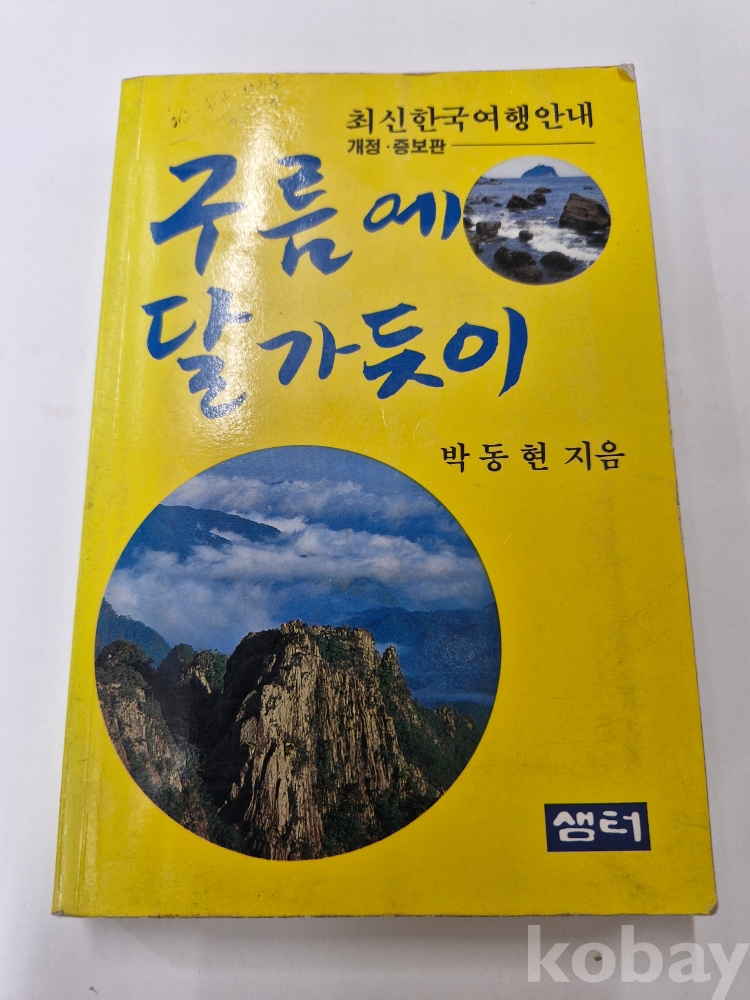 최신한국여행안내
개정·증보판
구름에
달가듯이
박동현 지음
샘터
kobay